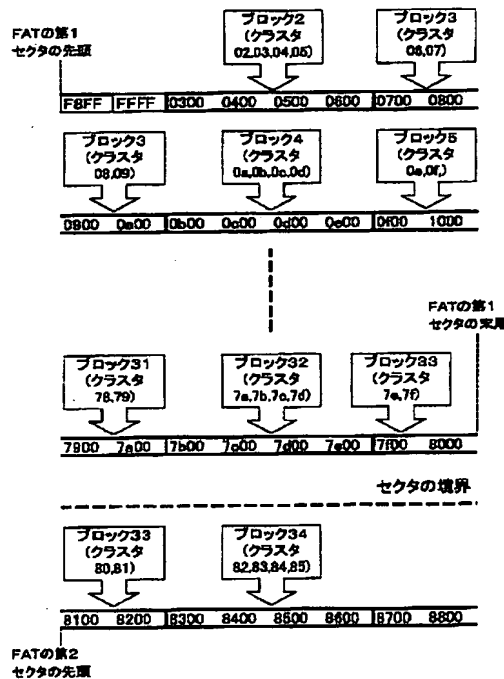 FATの第1
セクタの先頭
ブロック2
(クラスタ
02,03,04,05)
ブロック3
(クラスタ
06,07)
F8FF FFFF 0300 0400 0500 0600 0700 0800
ブロック3
(クラスタ
08,09)
ブロック4
(クラスタ
0a,0b,0c,0d)
ブロック5
(クラスタ
0e,0f,)
0900 0a00 0b00 0c00 0d00 0e00 0f00 1000
FATの第1
セクタの末尾
ブロック31
(クラスタ
78,79)
ブロック32
(クラスタ
7a,7b,7c,7d)
ブロック33
(クラスタ
7e,7f)
7900 7a00 7b00 7c00 7d00 7e00 7f00 8000
セクタの境界
ブロック33
(クラスタ
80,81)
ブロック34
(クラスタ
82,83,84,85)
8100 8200 8300 8400 8500 8600 8700 8800
FATの第2
セクタの先頭